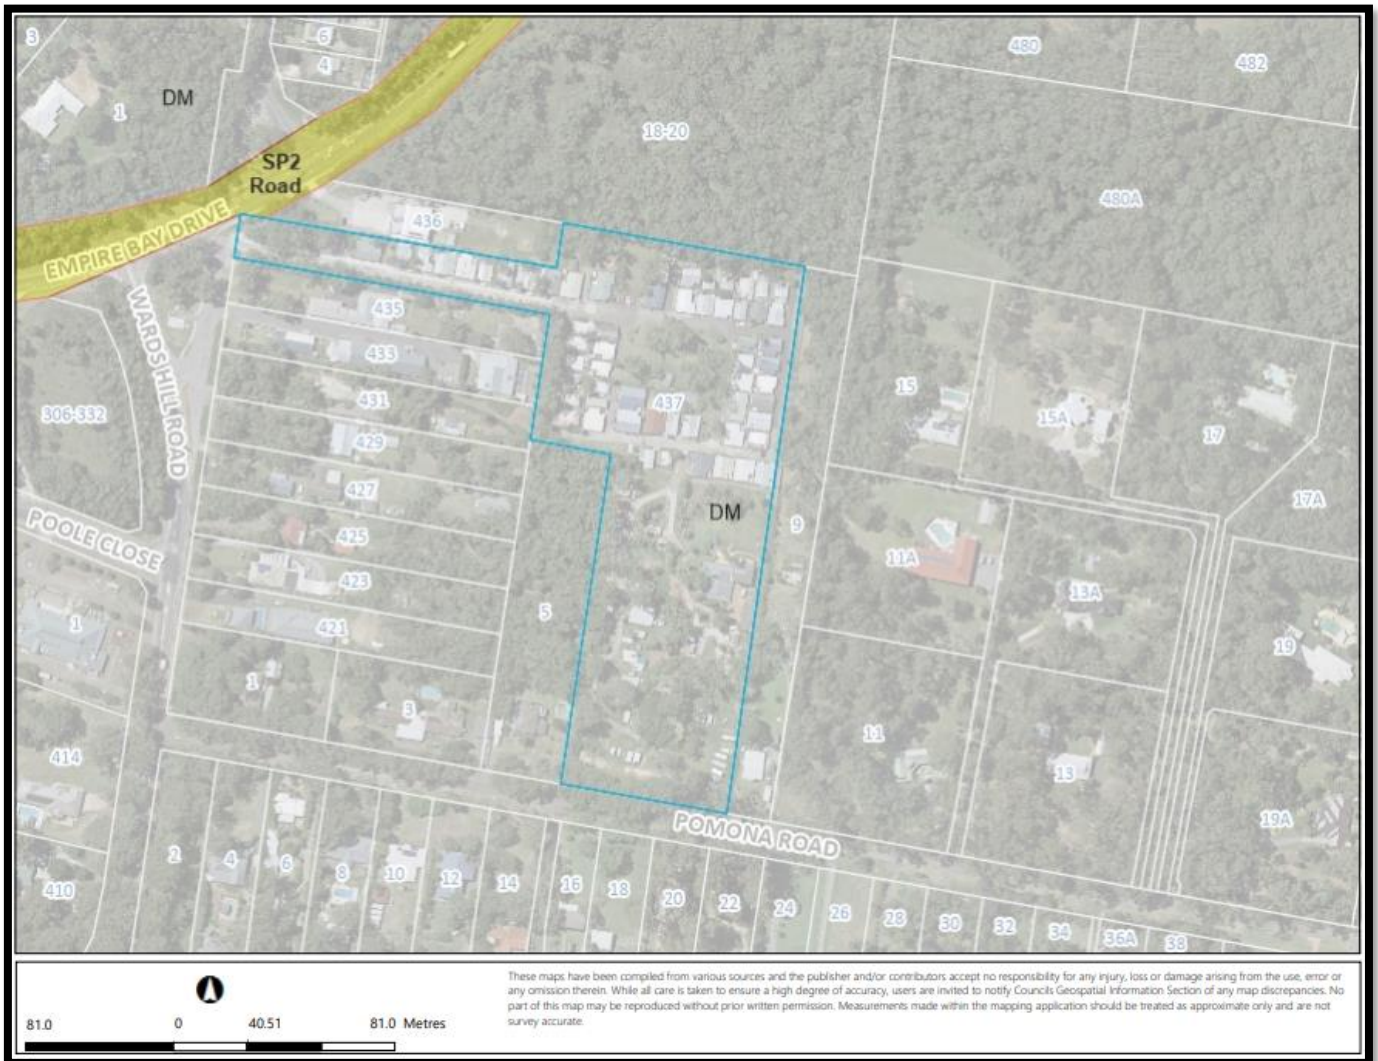 3
6
4
480
482
DM
1
18-20
SP2
Road
480A
436
EMPIRE BAY DRIVE
WARDSHILL ROAD
435
433
15
431
437
15A
306-332
17
429
427
17A
DM
9
POOLE CLOSE
425
11A
423
13A
5
1
421
19
1
3
11
414
13
19A
POMONA ROAD
2
4
6
8
10
12
14
16
18
20
22
24
26
28
30
32
34
36A
38
410
These maps have been compiled from various sources and the publisher and/or contributors accept no responsibility for any injury, loss or damage arising from the use, error or
any omission therein. While all care is taken to ensure a high degree of accuracy, users are invited to notify Councils Geospatial Information Section of any map discrepancies. No
part of this map may be reproduced without prior written permission. Measurements made within the mapping application should be treated as approximate only and are not
survey accurate.
81.0 0 40.51 81.0 Metres